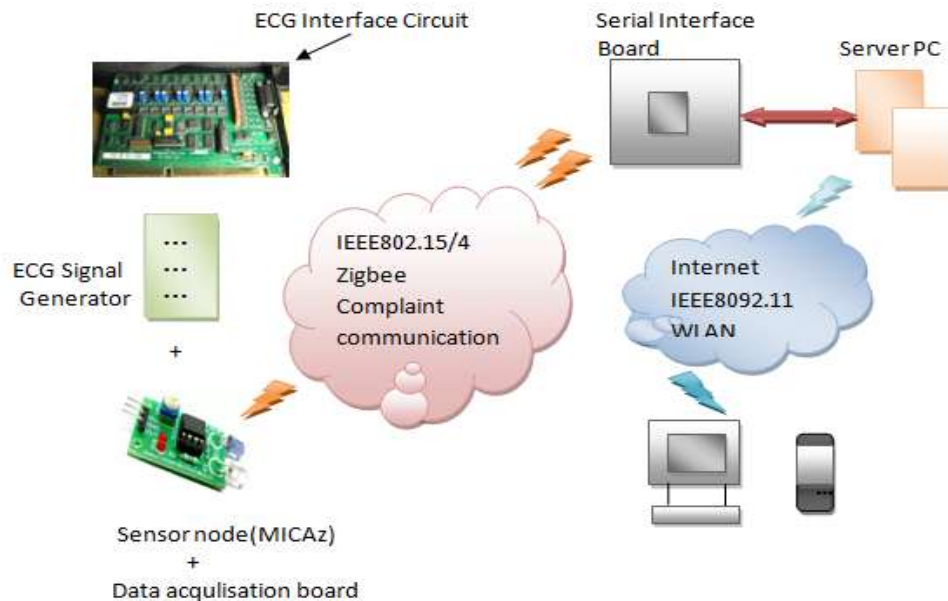 ECG Interface Circuit
Serial Interface
Board
Server PC
ECG Signal
Generator
...
...
...
+
IEEE802.15/4
Zigbee
Complaint
communication
Internet
IEEE8092.11
WLAN
Sensor node(MICAz)
+
Data acqulisation board